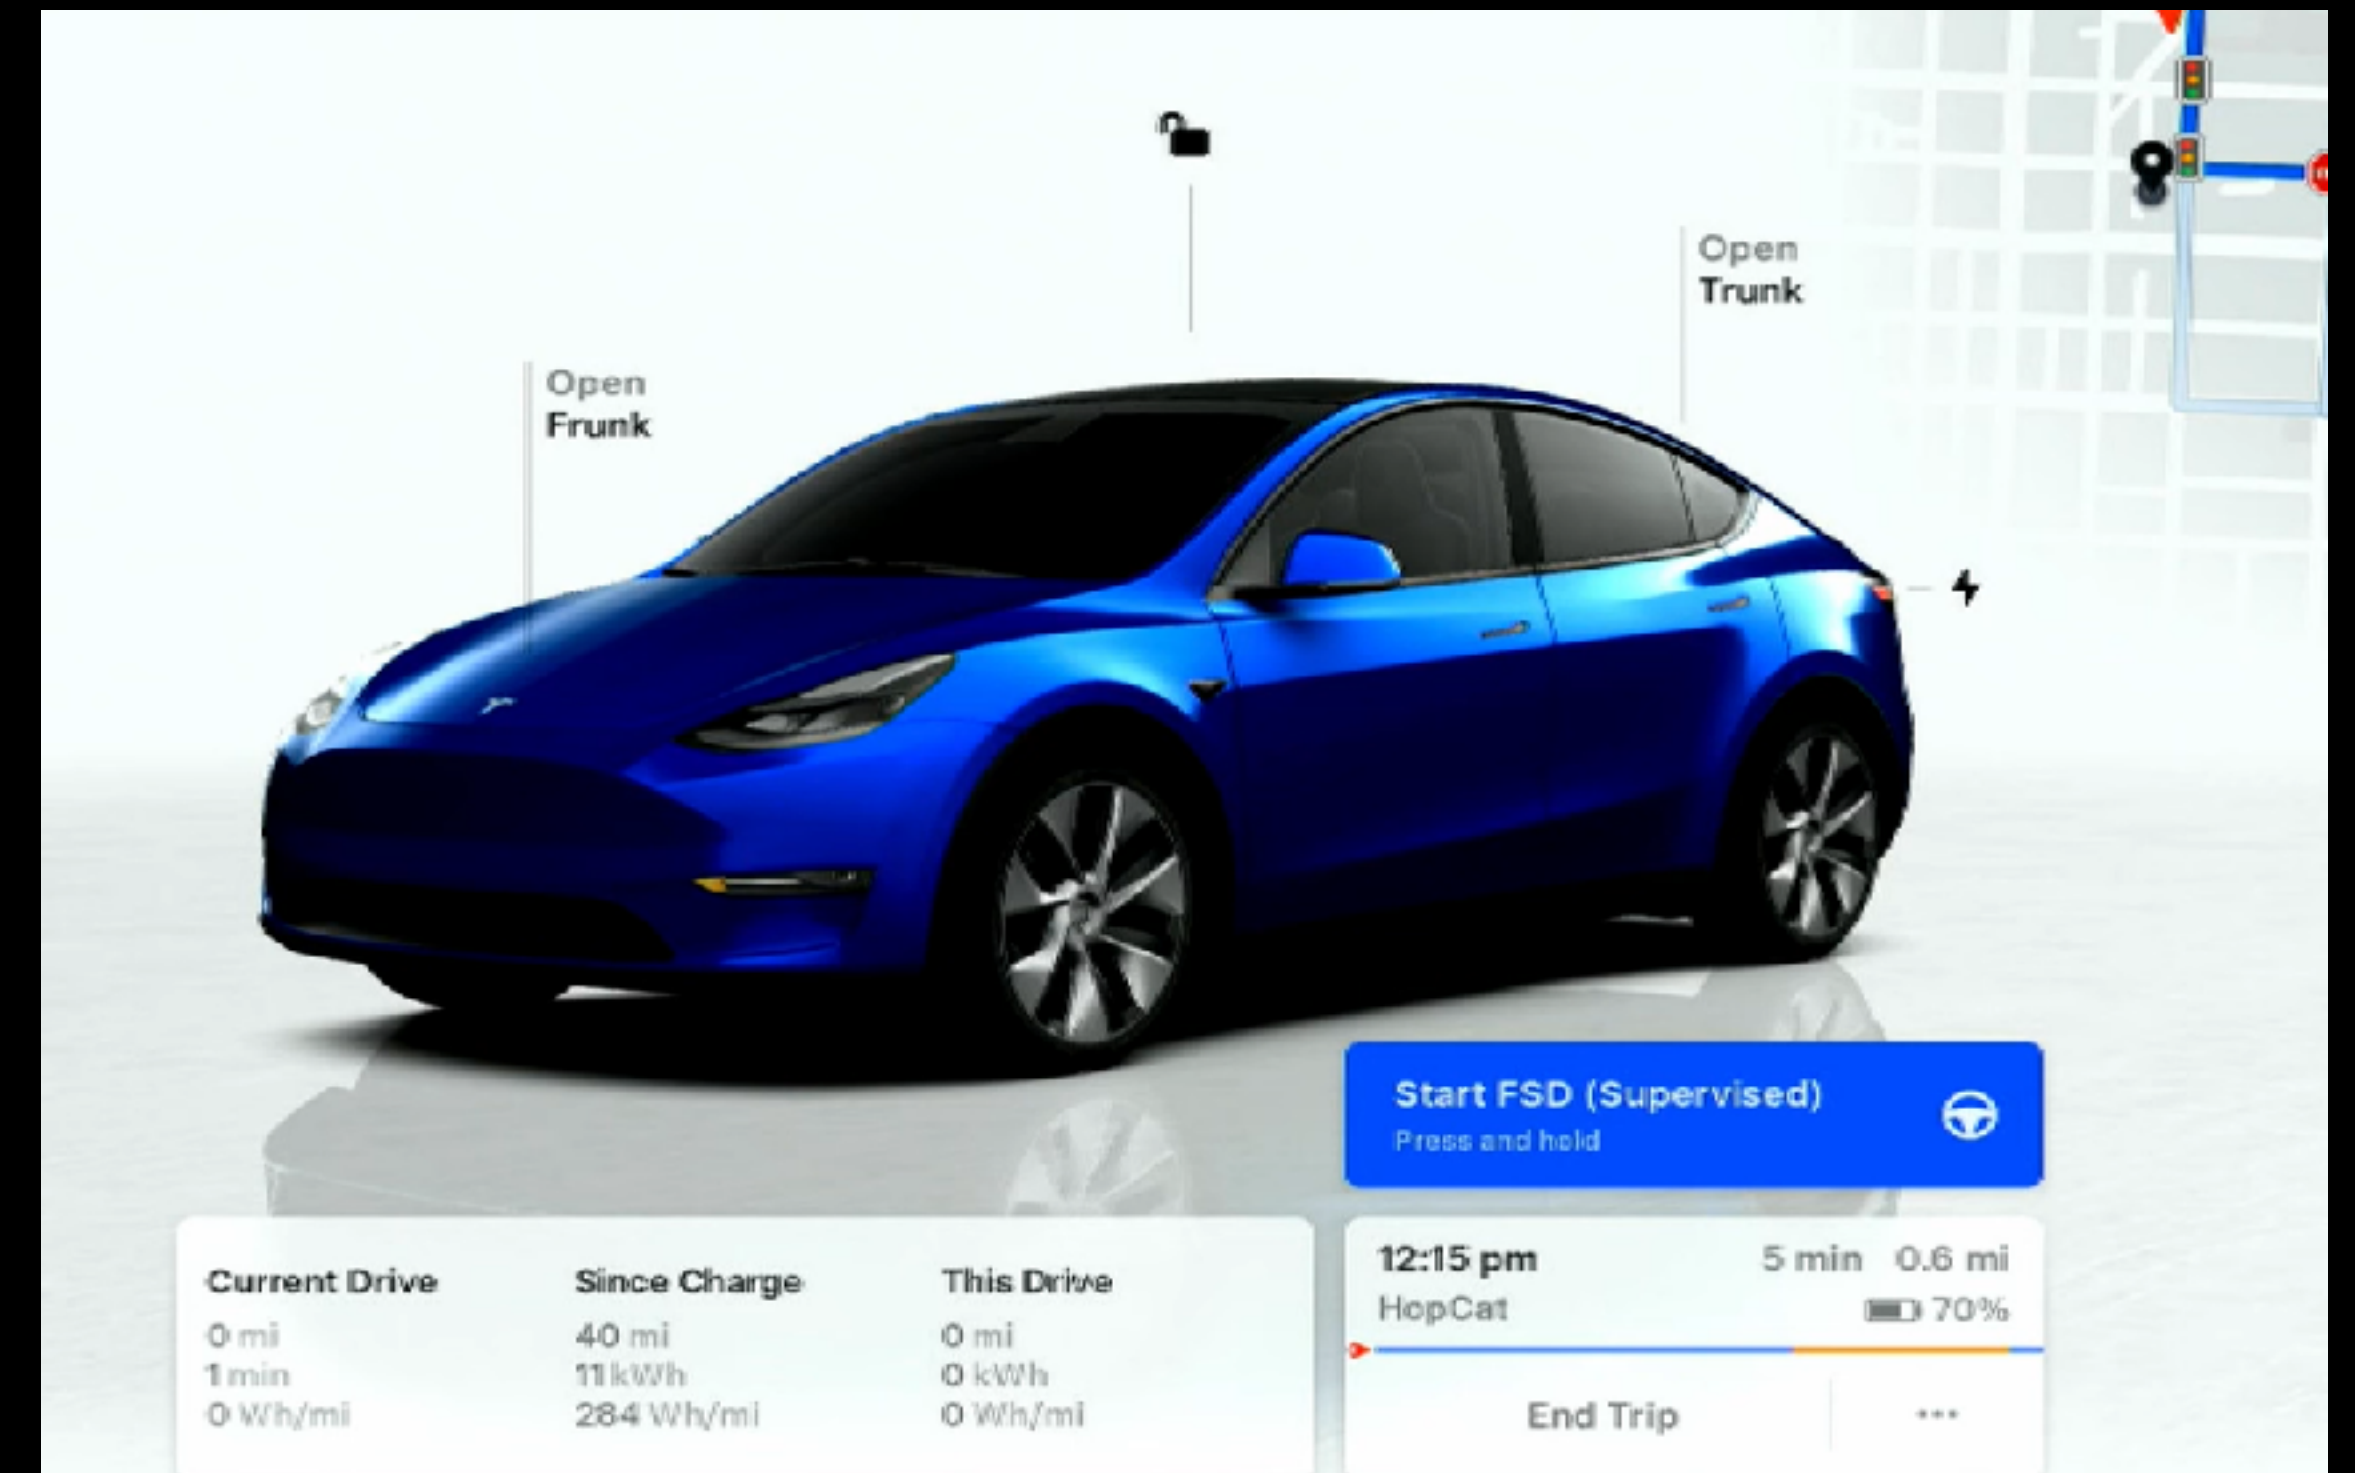 Open
Trunk
Open
Frunk
Start FSD (Supervised)
Press and hold
Current Drive
0 mi
1 min
0 Wh/mi
Since Charge
40 mi
11 kWh
284 Wh/mi
This Drive
0 mi
0 kWh
0 Wh/mi
12:15 pm
5 min 0.6 mi
HopCat
70%
End Trip